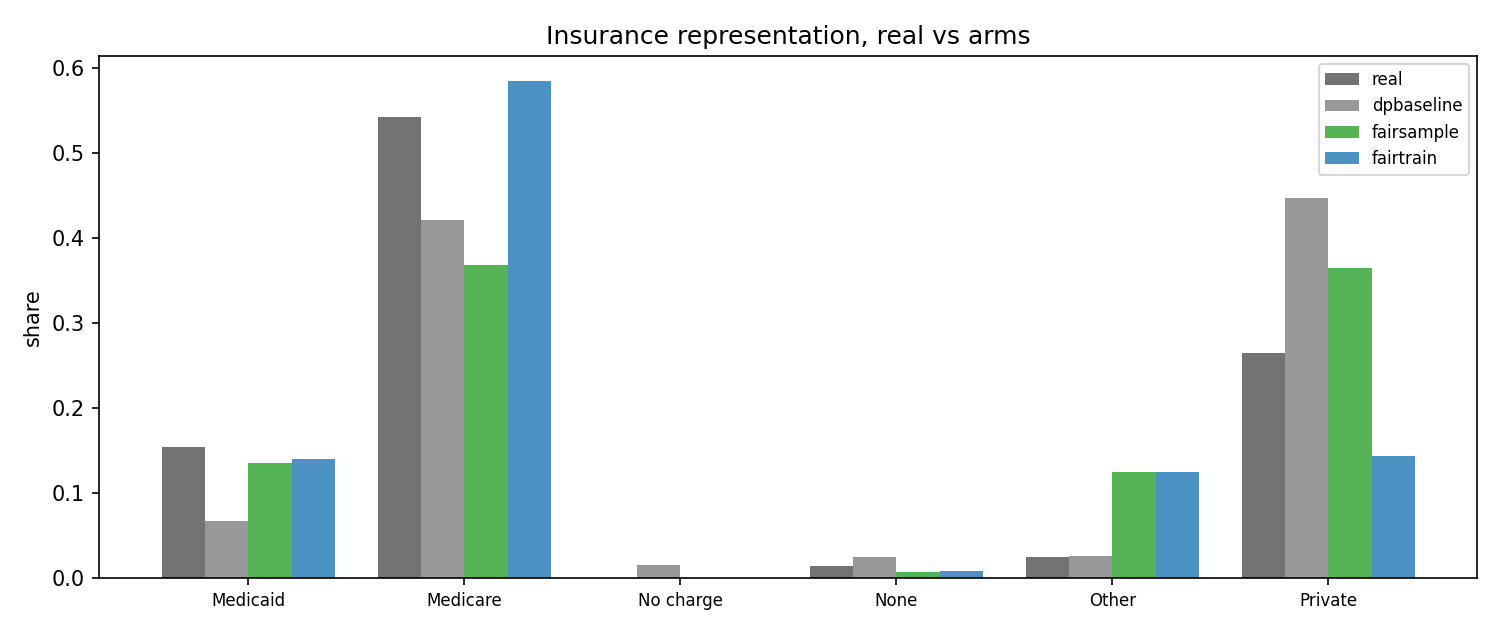 Insurance representation, real vs arms
real
dpbaseline
fairsample
fairtrain
share
0.6
0.5
0.4
0.3
0.2
0.1
0.0
Medicaid
Medicare
No charge
None
Other
Private